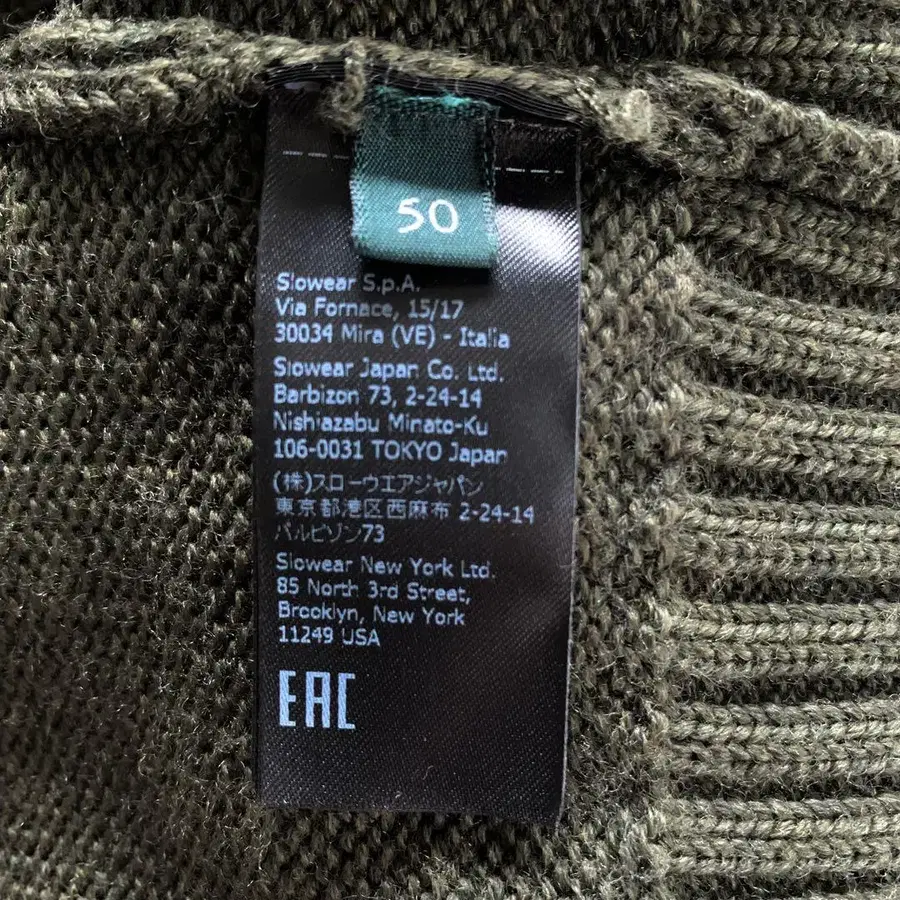 50
Slowear S.p.A.
Via Fornace, 15/17
30034 Mira (VE) - Italia
Slowear Japan Co. Ltd.
Barbizon 73, 2-24-14
Nishiazabu Minato-Ku
106-0031 TOKYO Japan
(株)スローウエアジャパン
東京都港区西麻布 2-24-14
バルビゾン73
Slowear New York Ltd.
85 North 3rd Street,
Brooklyn, New York
11249 USA
EAC